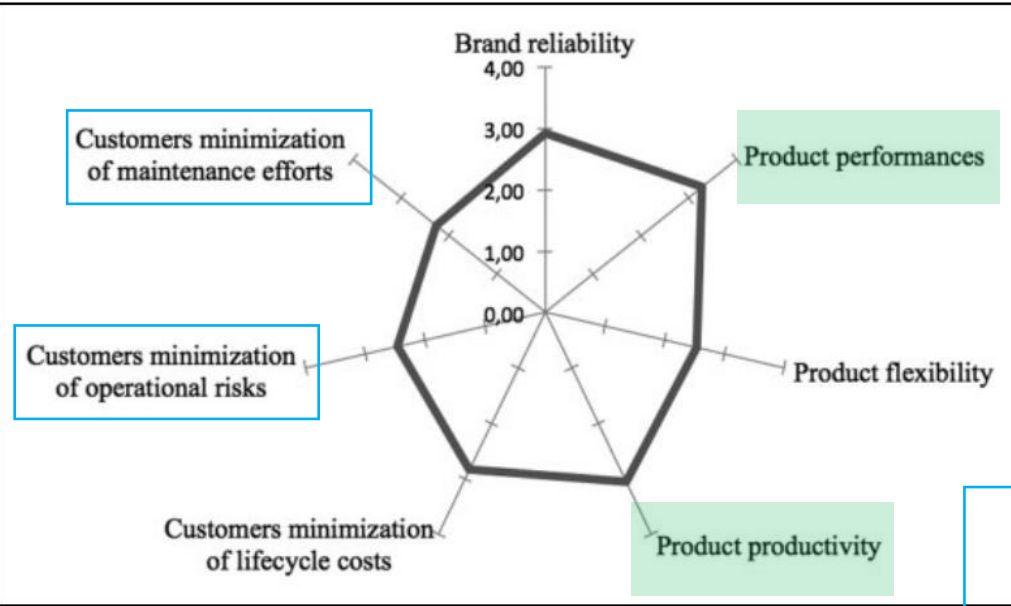 Brand reliability
4,00
Customers minimization
of maintenance efforts
3,00
Product performances
2,00
1,00
0,00
Customers minimization
of operational risks
Product flexibility
Customers minimization
of lifecycle costs
Product productivity